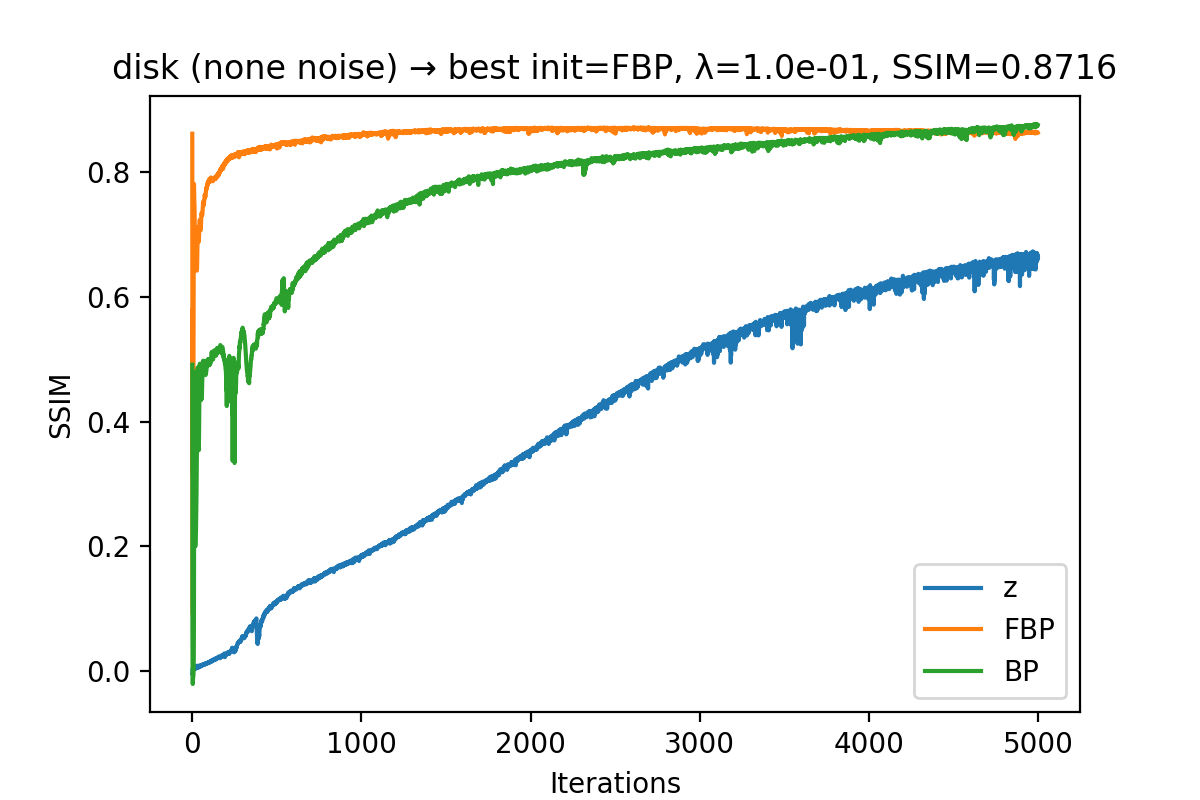 disk (none noise) → best init=FBP, λ=1.0e-01, SSIM=0.8716
SSIM
0.8
0.6
0.4
0.2
0.0
0 1000 2000 3000 4000 5000
Iterations
z
FBP
BP